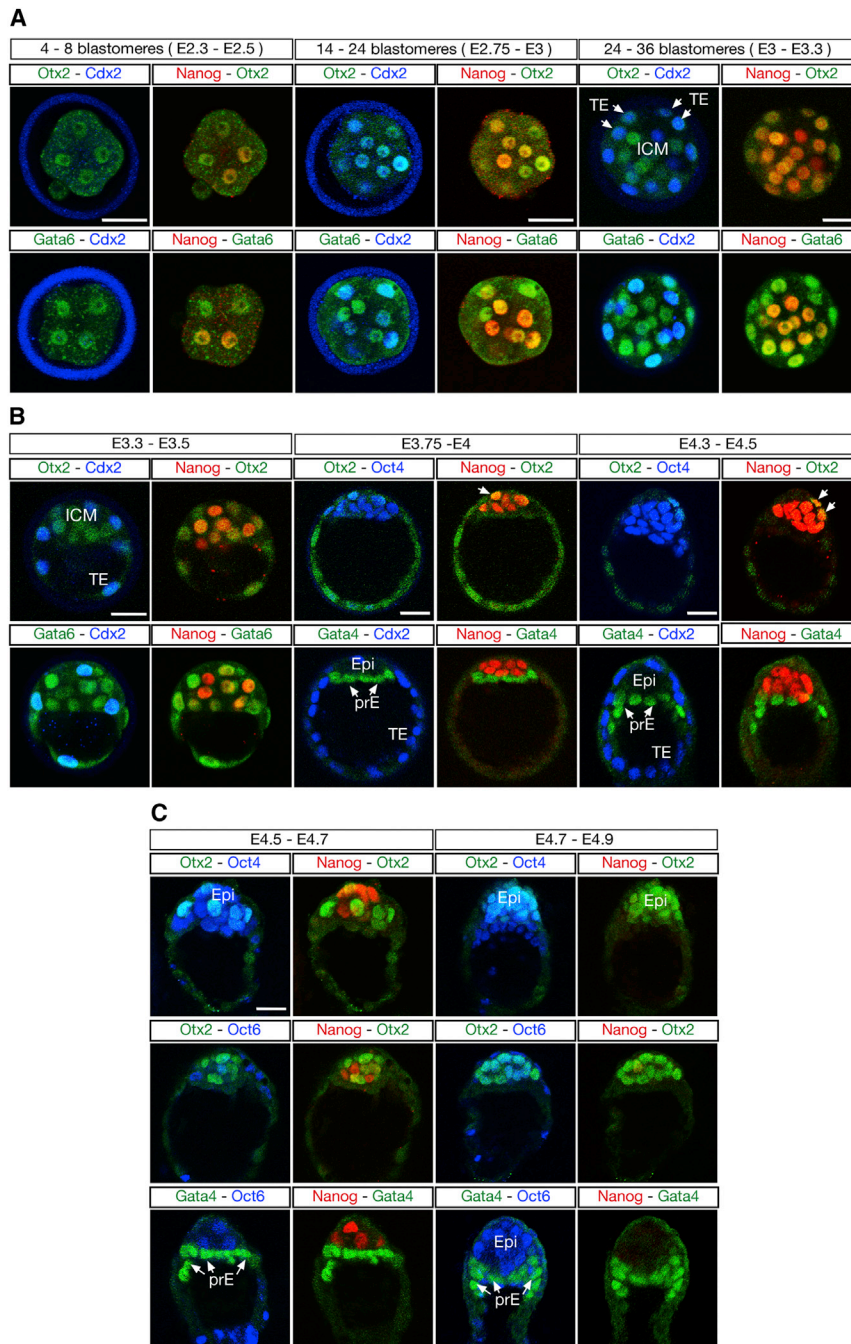 A
4 - 8 blastomeres ( E2.3 - E2.5 ) 14 - 24 blastomeres ( E2.75 - E3 ) 24 - 36 blastomeres ( E3 - E3.3 )
Otx2 - Cdx2 Nanog - Otx2 Otx2 - Cdx2 Nanog - Otx2 Otx2 - Cdx2 Nanog - Otx2
TE TE
ICM
Gata6 - Cdx2 Nanog - Gata6 Gata6 - Cdx2 Nanog - Gata6 Gata6 - Cdx2 Nanog - Gata6
B
E3.3 - E3.5 E3.75 -E4 E4.3 - E4.5
Otx2 - Cdx2 Nanog - Otx2 Otx2 - Oct4 Nanog - Otx2 Otx2 - Oct4 Nanog - Otx2
ICM
TE
Gata6 - Cdx2 Nanog - Gata6 Gata4 - Cdx2 Nanog - Gata4 Gata4 - Cdx2 Nanog - Gata4
Epi Epi
prE prE
TE TE
C
E4.5 - E4.7 E4.7 - E4.9
Otx2 - Oct4 Nanog - Otx2 Otx2 - Oct4 Nanog - Otx2
Epi Epi Epi
Otx2 - Oct6 Nanog - Otx2 Otx2 - Oct6 Nanog - Otx2
Gata4 - Oct6 Nanog - Gata4 Gata4 - Oct6 Nanog - Gata4
Epi
prE prE